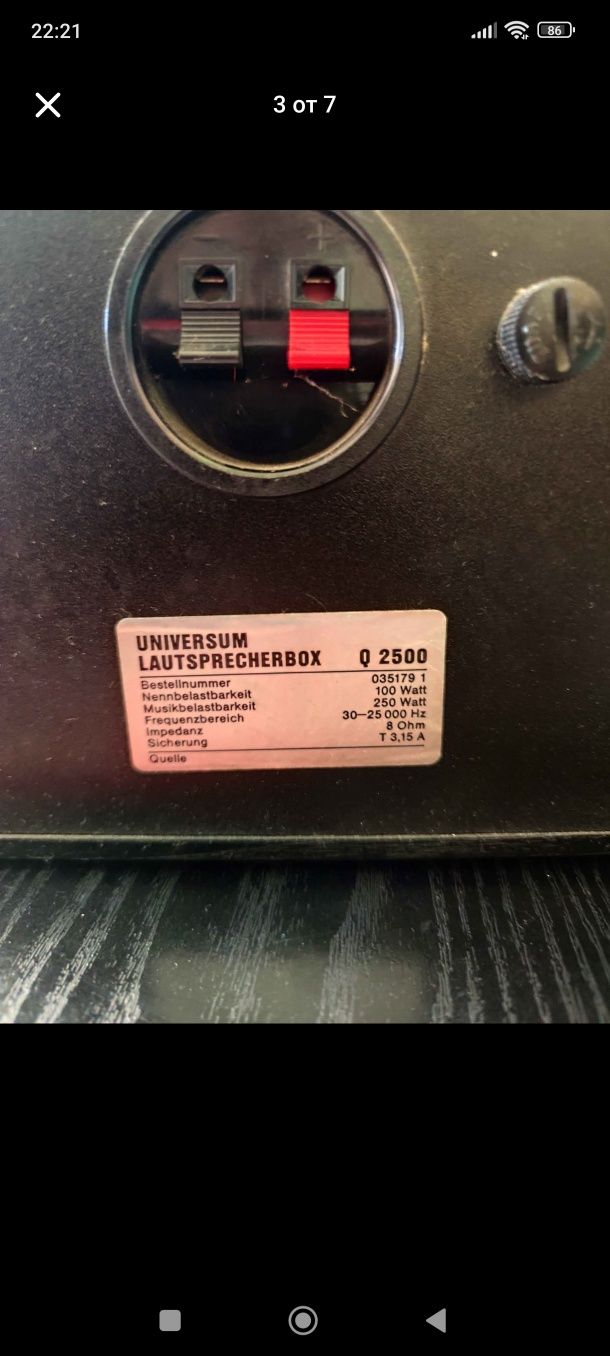 22:21
86
3 от 7
− +
UNIVERSUM
LAUTSPRECHERBOX Q 2500
Bestellnummer 035179 1
Nennbelastbarkeit 100 Watt
Musikbelastbarkeit 250 Watt
Frequenzbereich 30—25 000 Hz
Impedanz 8 Ohm
Sicherung T 3,15 A
Quelle